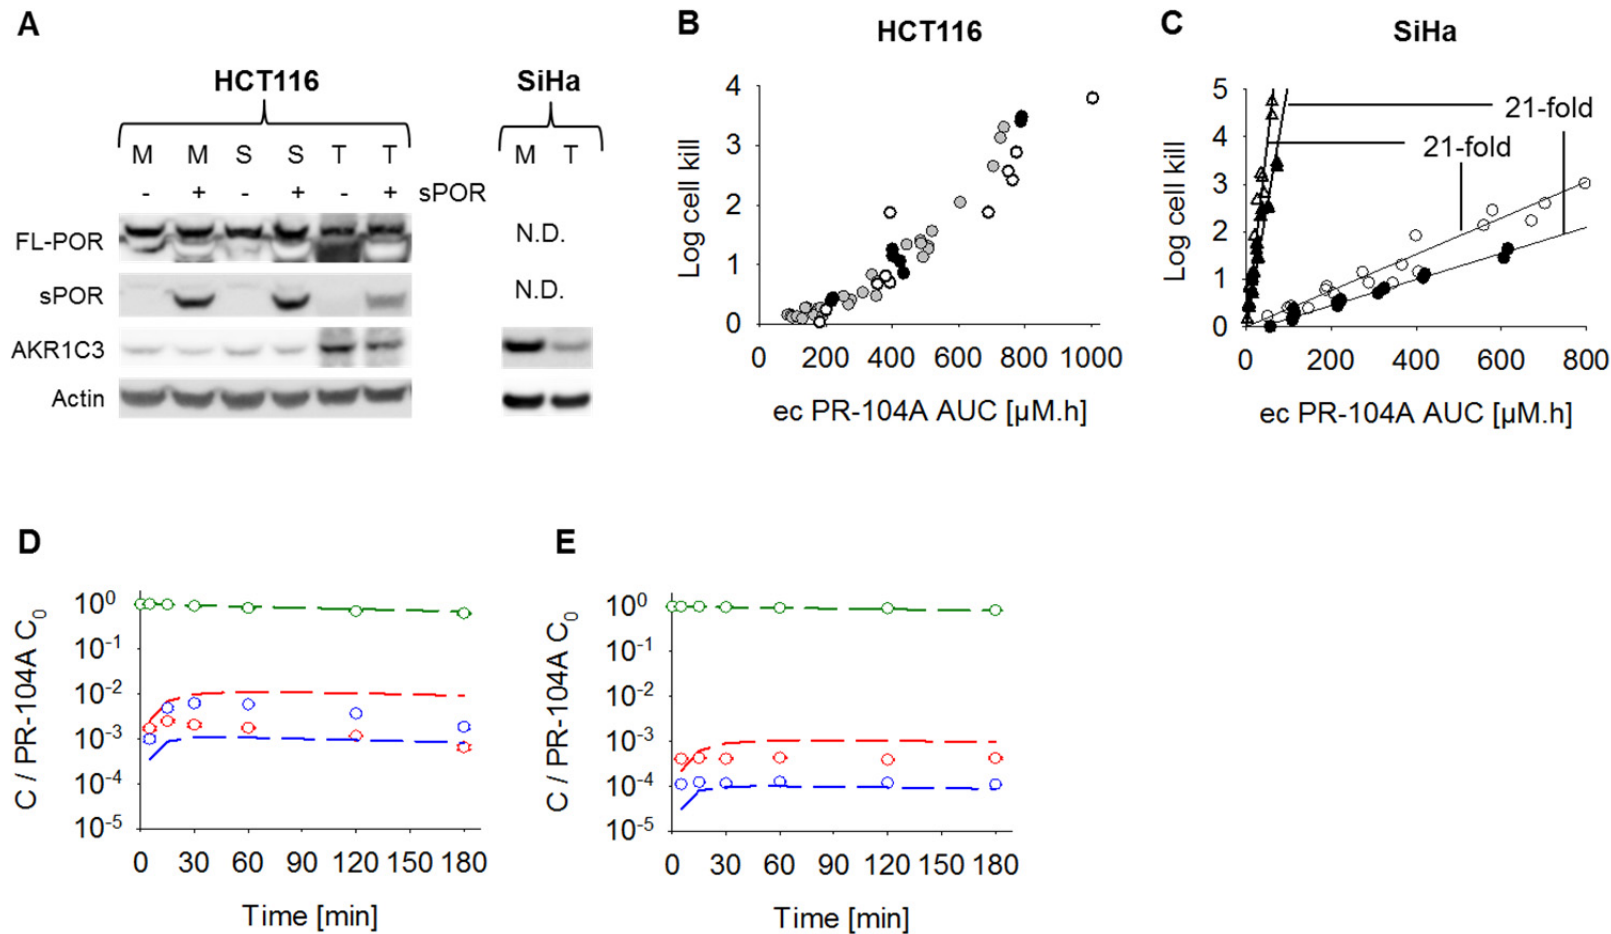 A
HCT116
SiHa
M M S S T T
M T
- + - + - + sPOR
FL-POR
N.D.
sPOR
N.D.
AKR1C3
Actin
B
HCT116
Log cell kill
4
3
2
1
0
0 200 400 600 800 1000
ec PR-104A AUC [µM.h]
C
SiHa
Log cell kill
5
4
3
2
1
0
21-fold
21-fold
0 200 400 600 800
ec PR-104A AUC [µM.h]
D
C / PR-104A C0
10^0
10^-1
10^-2
10^-3
10^-4
10^-5
0 30 60 90 120 150 180
Time [min]
E
C / PR-104A C0
10^0
10^-1
10^-2
10^-3
10^-4
10^-5
0 30 60 90 120 150 180
Time [min]